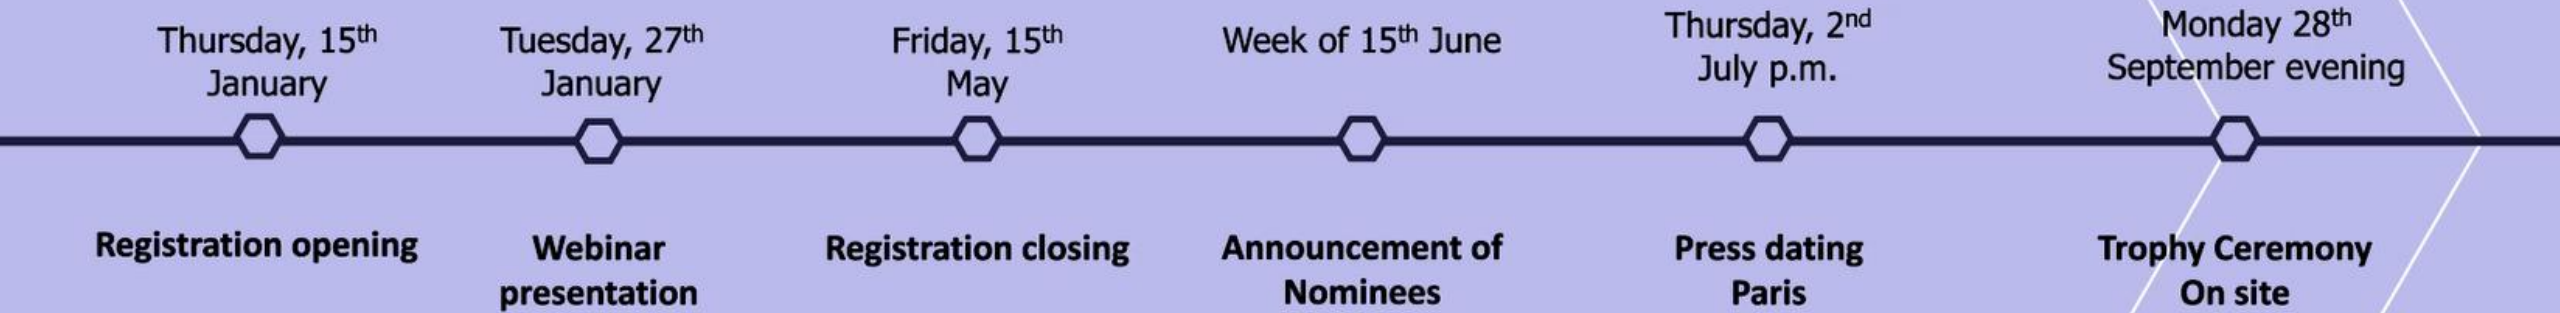 Thursday, 15th
January
Tuesday, 27th
January
Friday, 15th
May
Week of 15th June
Thursday, 2nd
July p.m.
Monday 28th
September evening
Registration opening
Webinar
presentation
Registration closing
Announcement of
Nominees
Press dating
Paris
Trophy Ceremony
On site